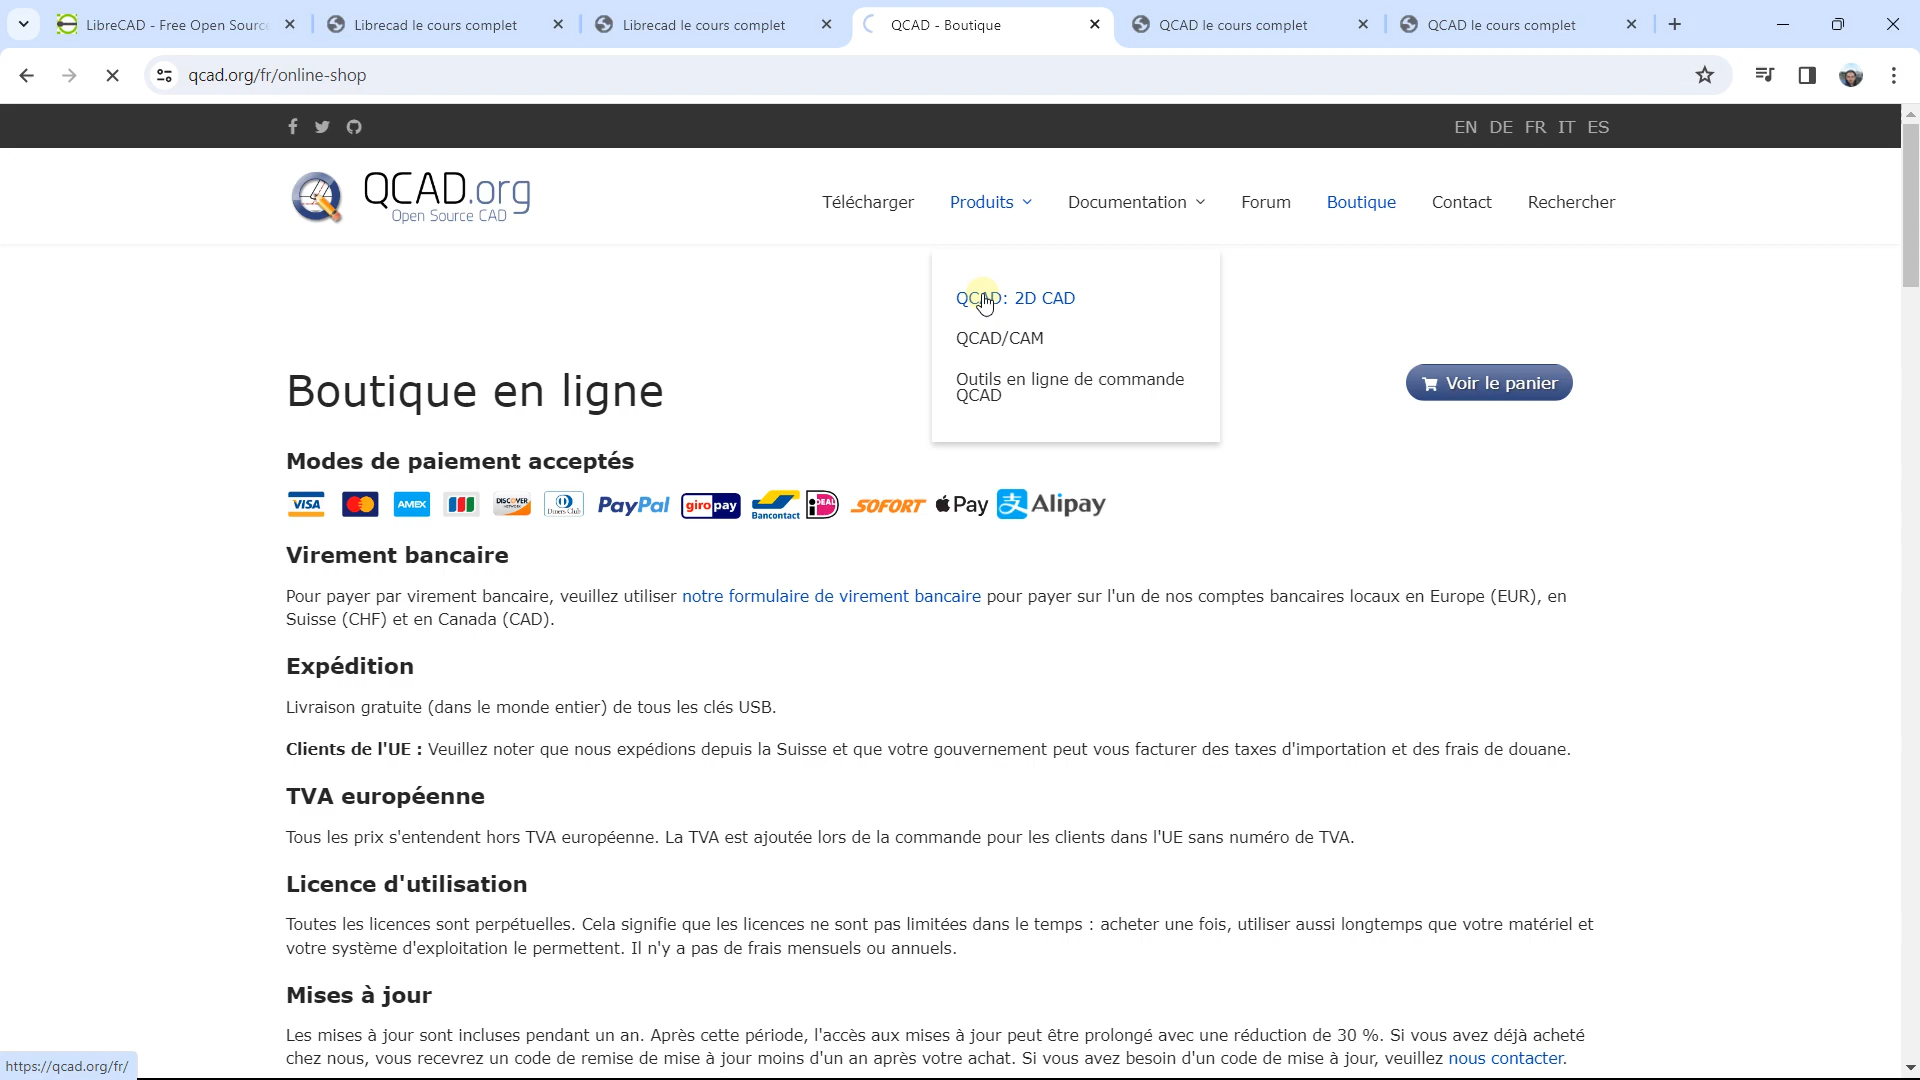 LibreCAD - Free Open Source
Librecad le cours complet
Librecad le cours complet
QCAD - Boutique
QCAD le cours complet
QCAD le cours complet
qcad.org/fr/online-shop
EN DE FR IT ES
QCAD.org
Open Source CAD
Télécharger
Produits
Documentation
Forum
Boutique
Contact
Rechercher
QCAD: 2D CAD
QCAD/CAM
Outils en ligne de commande
QCAD
Boutique en ligne
Voir le panier
Modes de paiement acceptés
VISA
AMEX
JCB
DISCOVER
Diners Club
PayPal
giropay
Bancontact
iDEAL
SOFORT
Pay
支 Alipay
Virement bancaire
Pour payer par virement bancaire, veuillez utiliser notre formulaire de virement bancaire pour payer sur l'un de nos comptes bancaires locaux en Europe (EUR), en
Suisse (CHF) et en Canada (CAD).
Expédition
Livraison gratuite (dans le monde entier) de tous les clés USB.
Clients de l'UE : Veuillez noter que nous expédions depuis la Suisse et que votre gouvernement peut vous facturer des taxes d'importation et des frais de douane.
TVA européenne
Tous les prix s'entendent hors TVA européenne. La TVA est ajoutée lors de la commande pour les clients dans l'UE sans numéro de TVA.
Licence d'utilisation
Toutes les licences sont perpétuelles. Cela signifie que les licences ne sont pas limitées dans le temps : acheter une fois, utiliser aussi longtemps que votre matériel et
votre système d'exploitation le permettent. Il n'y a pas de frais mensuels ou annuels.
Mises à jour
Les mises à jour sont incluses pendant un an. Après cette période, l'accès aux mises à jour peut être prolongé avec une réduction de 30 %. Si vous avez déjà acheté
chez nous, vous recevrez un code de remise de mise à jour moins d'un an après votre achat. Si vous avez besoin d'un code de mise à jour, veuillez nous contacter.
https://qcad.org/fr/